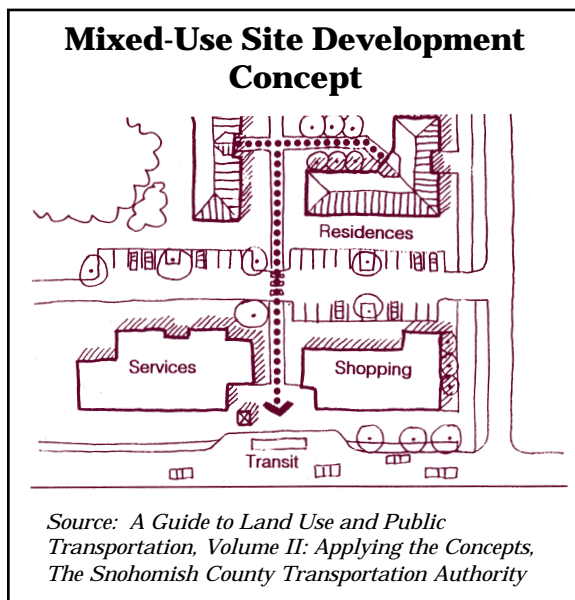 Mixed-Use Site Development
Concept
Residences
Services
Shopping
Transit
Source: A Guide to Land Use and Public
Transportation, Volume II: Applying the Concepts,
The Snohomish County Transportation Authority